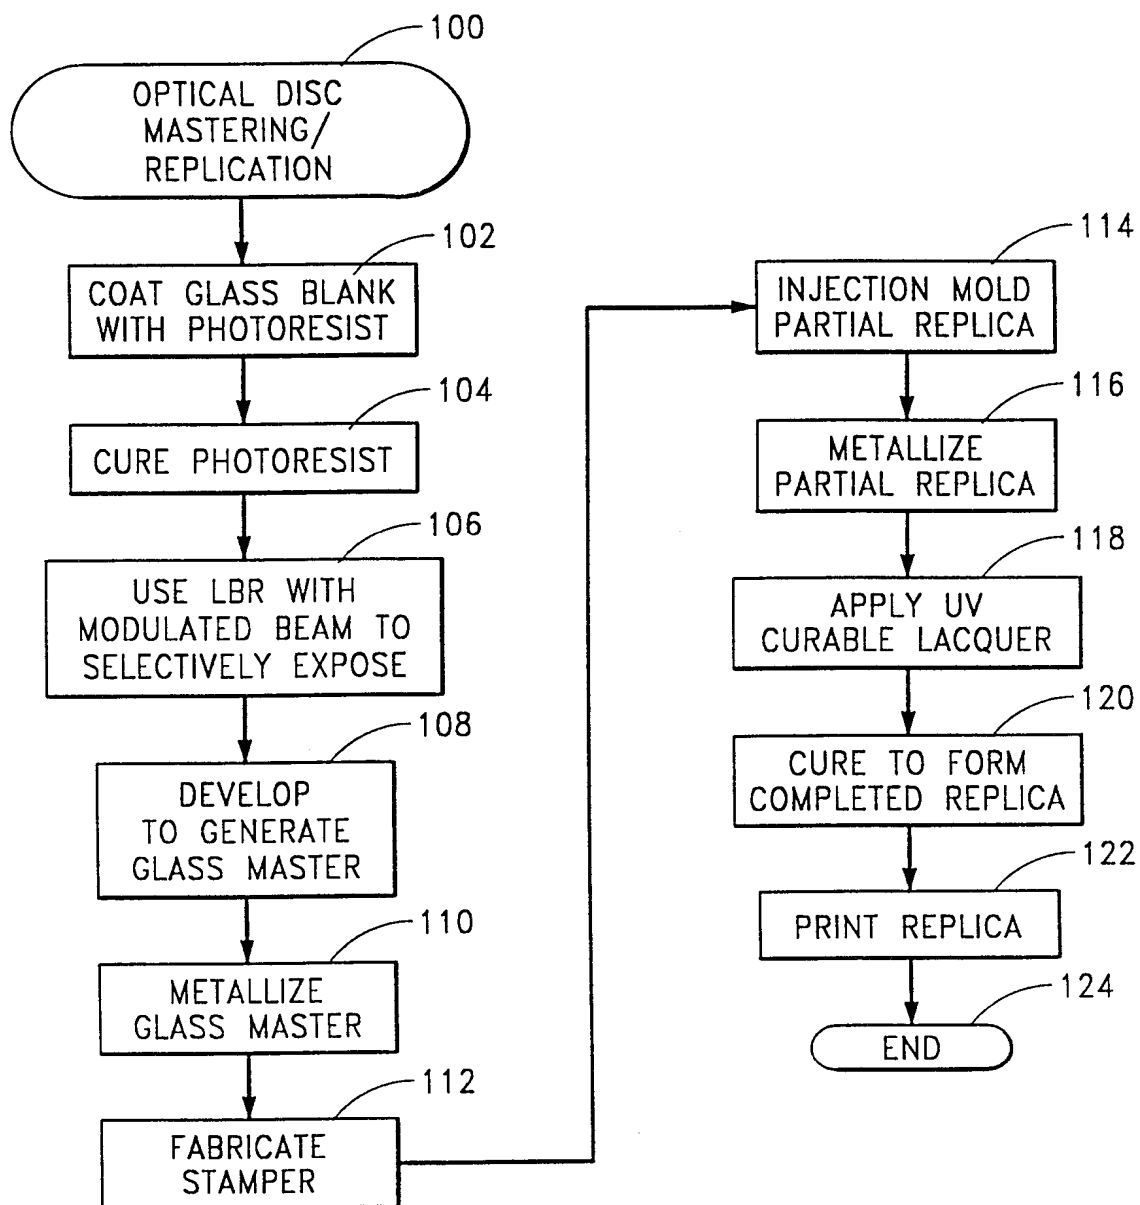 100
OPTICAL DISC
MASTERING/
REPLICATION
102
COAT GLASS BLANK
WITH PHOTORESIST
104
CURE PHOTORESIST
106
USE LBR WITH
MODULATED BEAM TO
SELECTIVELY EXPOSE
108
DEVELOP
TO GENERATE
GLASS MASTER
110
METALLIZE
GLASS MASTER
112
FABRICATE
STAMPER
114
INJECTION MOLD
PARTIAL REPLICA
116
METALLIZE
PARTIAL REPLICA
118
APPLY UV
CURABLE LACQUER
120
CURE TO FORM
COMPLETED REPLICA
122
PRINT REPLICA
124
END